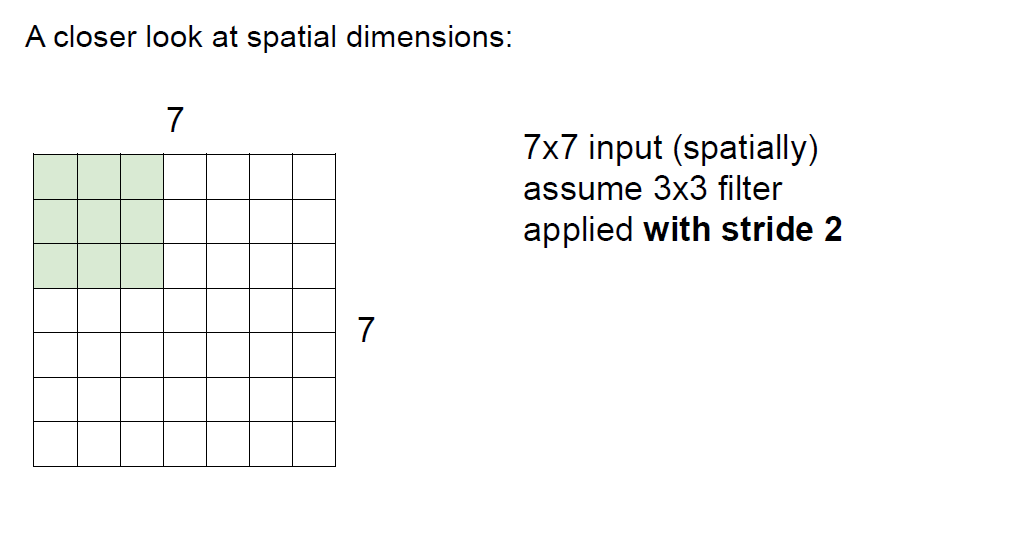 A closer look at spatial dimensions:
7
7x7 input (spatially)
assume 3x3 filter
applied with stride 2
7